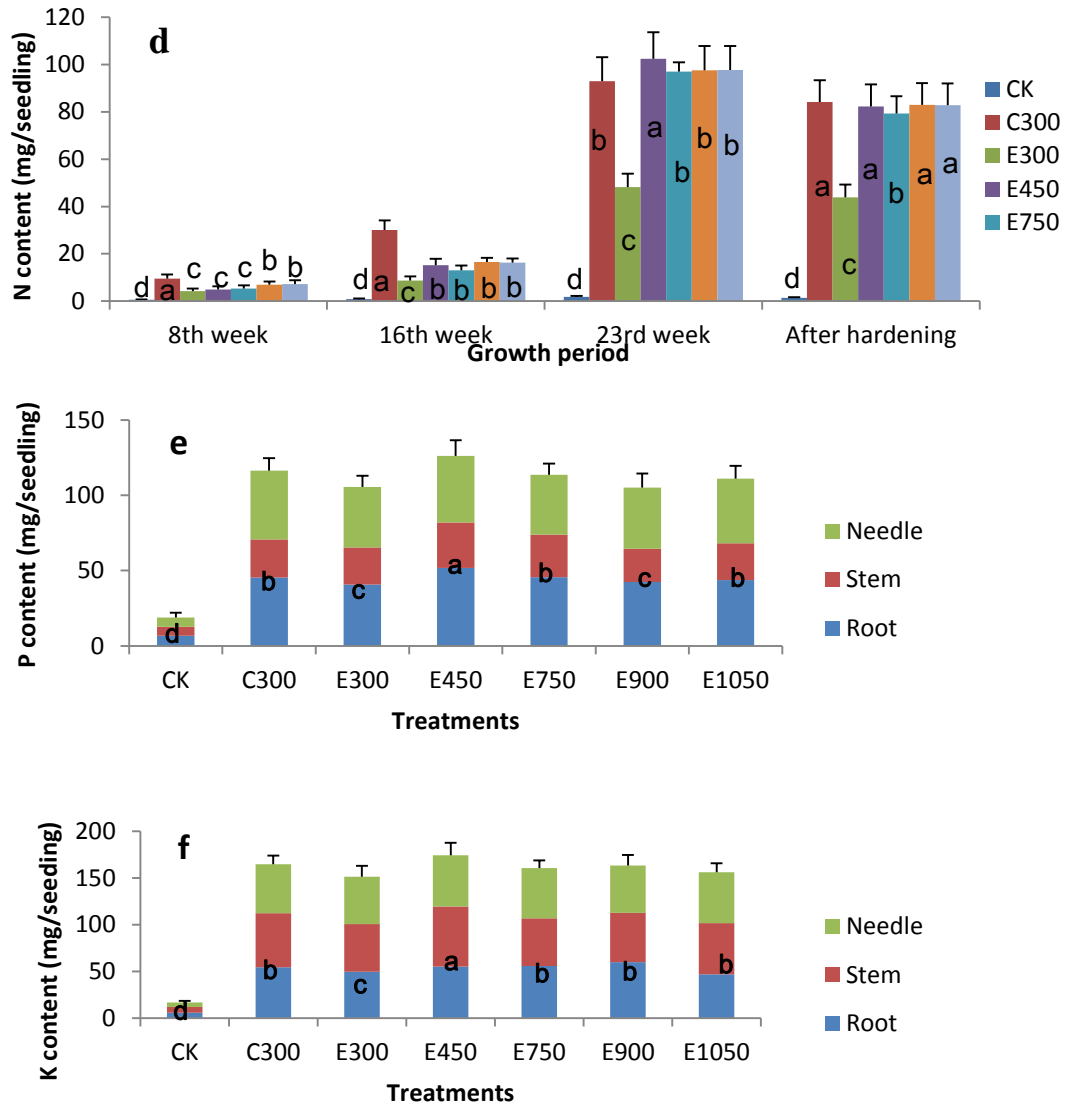 d
N content (mg/seedling)
120
100
80
60
40
20
0
d a c c c b b
d a c b b b b
d b c a b b b
d a c a b a a
8th week 16th week 23rd week After hardening
Growth period
CK
C300
E300
E450
E750
e
P content (mg/seedling)
150
100
50
0
d b c a b c b
CK C300 E300 E450 E750 E900 E1050
Treatments
Needle
Stem
Root
f
K content (mg/seeding)
200
150
100
50
0
d b c a b b b
CK C300 E300 E450 E750 E900 E1050
Treatments
Needle
Stem
Root